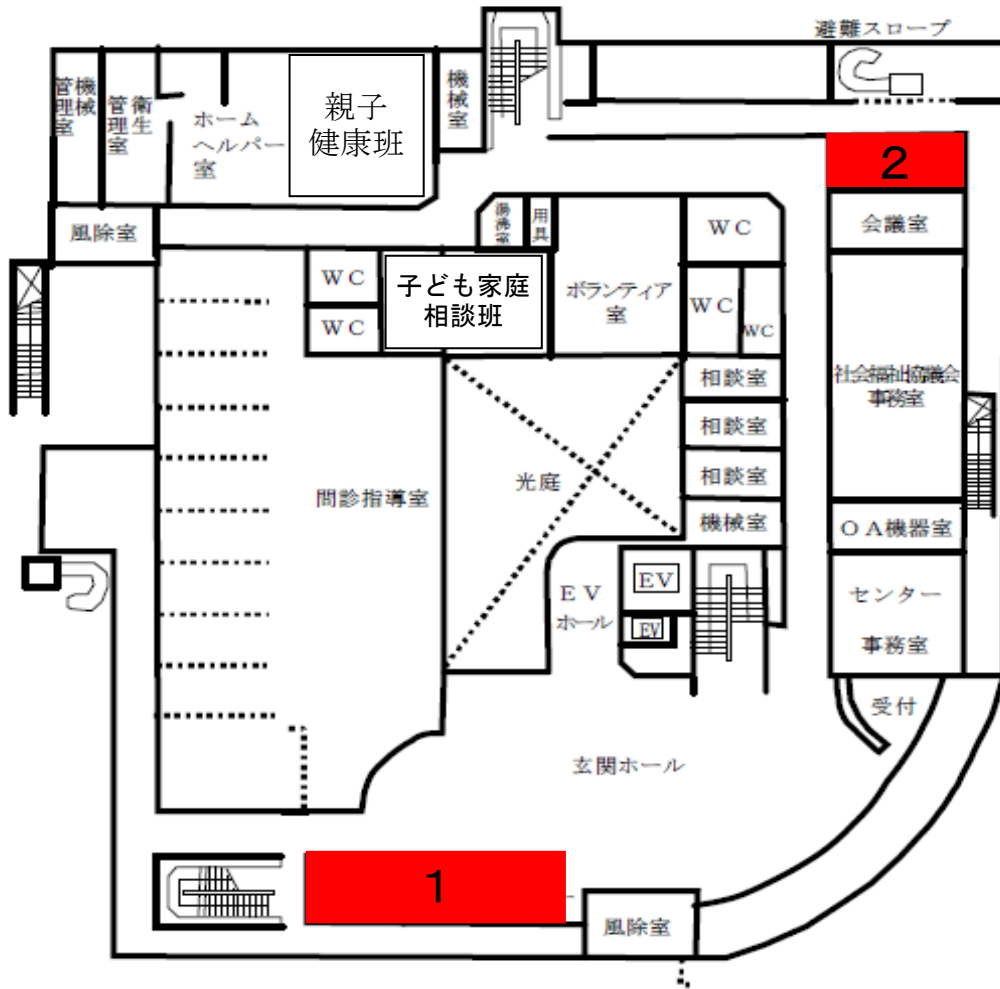 避難スロープ
機械
管理室
衛生
管理室
ホーム
ヘルパー
室
親子
健康班
機械室
2
風除室
湯沸室
用具
WC
会議室
WC
子ども家庭
相談班
ボランティア
室
WC
WC
WC
相談室
社会福祉協議会
事務室
相談室
問診指導室
光庭
相談室
機械室
OA機器室
EV
ホール
EV
EV
センター
事務室
受付
玄関ホール
1
風除室